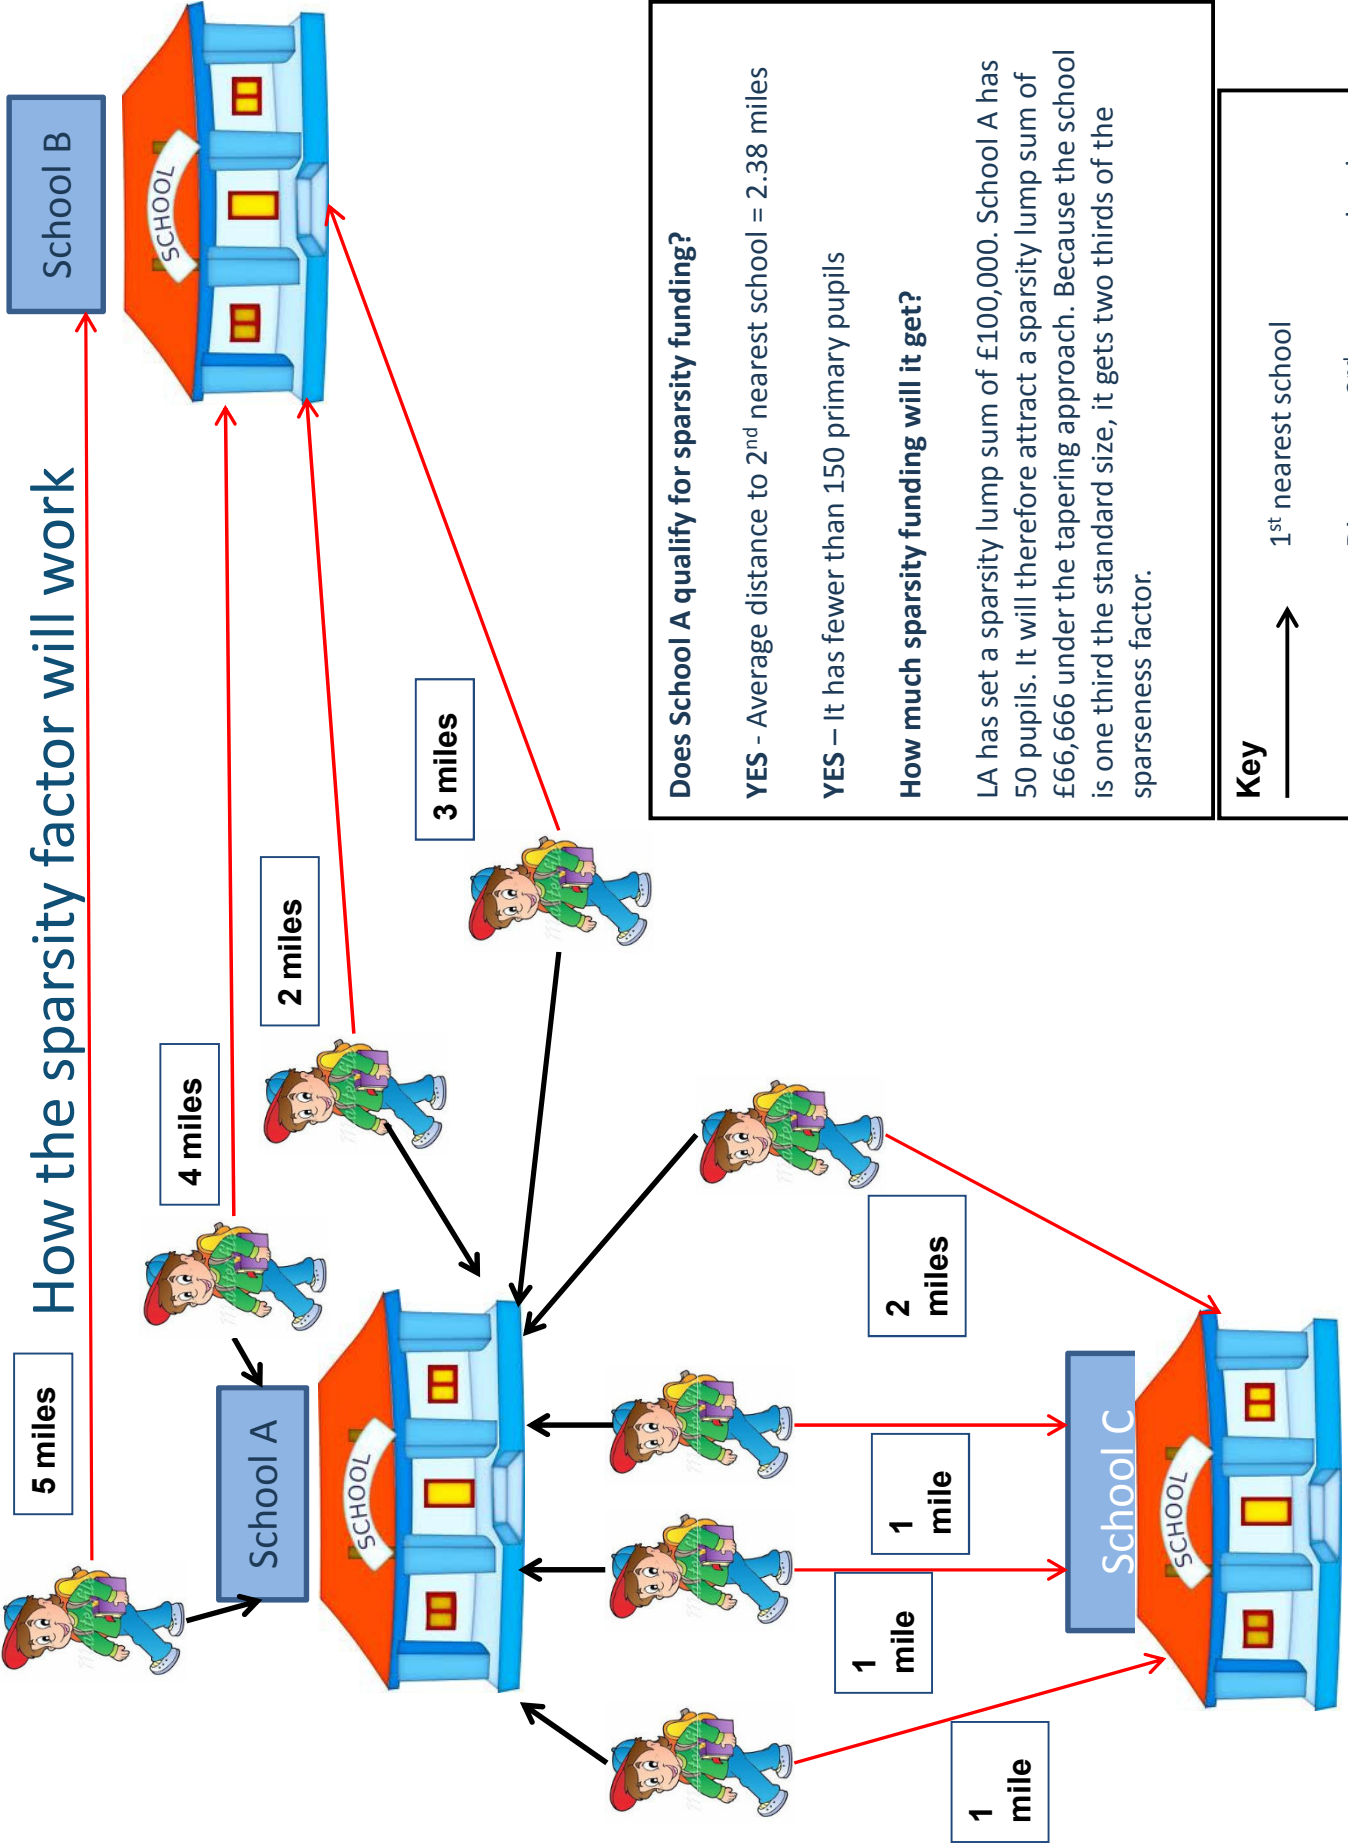 How the sparsity factor will work
5 miles
4 miles
2 miles
3 miles
School B
SCHOOL
School A
SCHOOL
2
miles
1
mile
1
mile
1
mile
School C
SCHOOL
Does School A qualify for sparsity funding?
YES - Average distance to 2nd nearest school = 2.38 miles
YES – It has fewer than 150 primary pupils
How much sparsity funding will it get?
LA has set a sparsity lump sum of £100,000. School A has
50 pupils. It will therefore attract a sparsity lump sum of
£66,666 under the tapering approach. Because the school
is one third the standard size, it gets two thirds of the
sparseness factor.
Key
1st nearest school